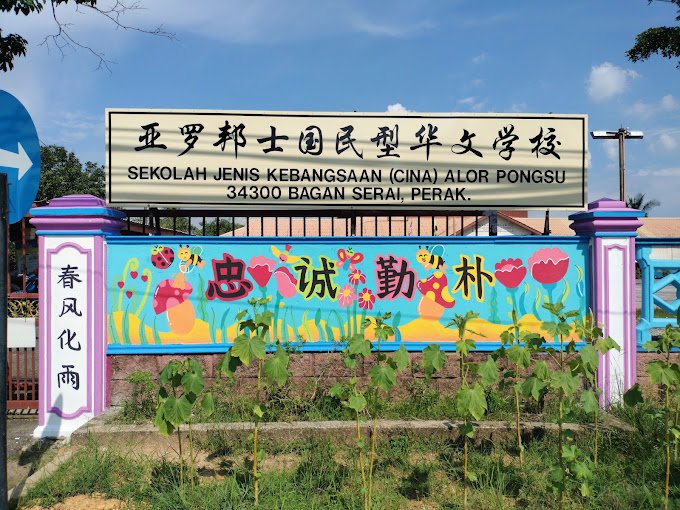 亚罗邦士国民型华文学校
SEKOLAH JENIS KEBANGSAAN (CINA) ALOR PONGSU
34300 BAGAN SERAI, PERAK.
忠诚勤朴
春风化雨